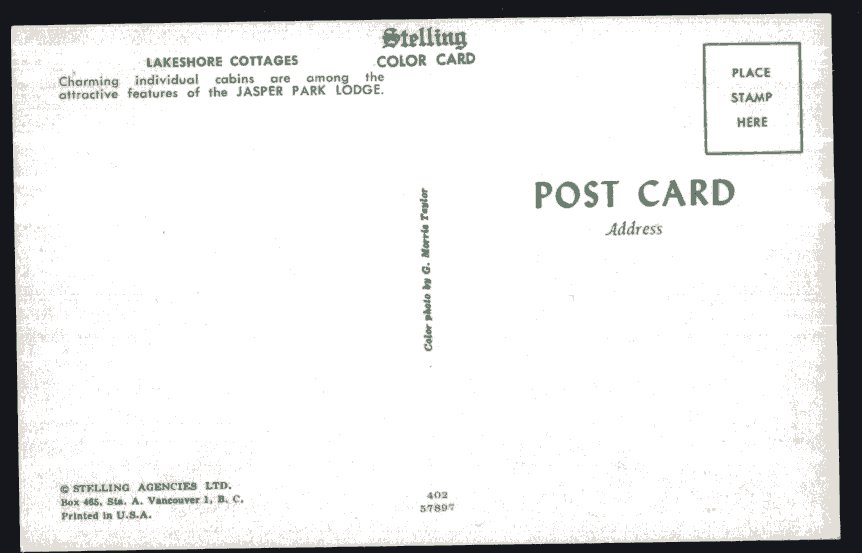 Stelling
COLOR CARD
LAKESHORE COTTAGES
Charming individual cabins are among the
attractive features of the JASPER PARK LODGE.
PLACE
STAMP
HERE
POST CARD
Address
Color photo by G. Morris Taylor
© STELLING AGENCIES LTD.
Box 465, Sta. A. Vancouver 1, B. C.
Printed in U.S.A.
402
57897